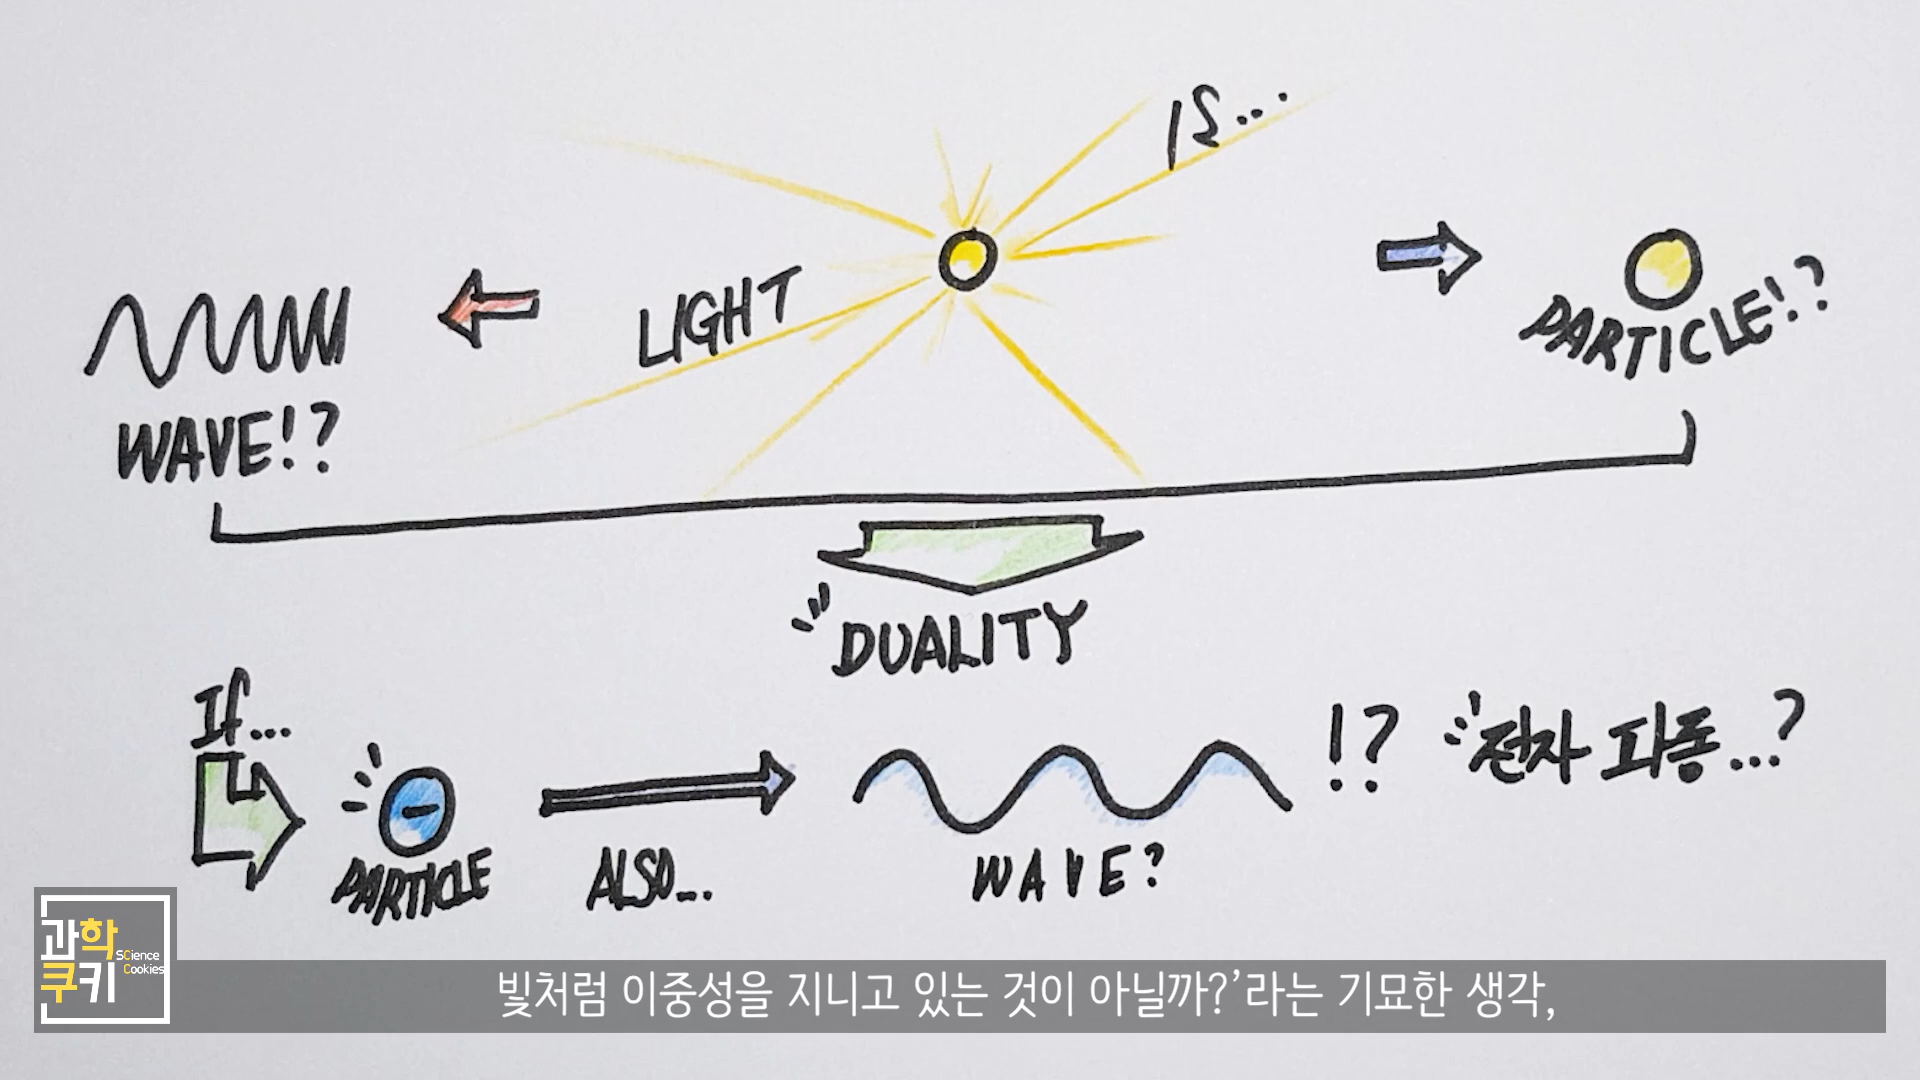 IS...
LIGHT
WAVE!?
PARTICLE!?
DUALITY
If...
PARTICLE
ALSO...
WAVE?
!?
전자 파동...?
과학
쿠키
SCience
Cookies
빛처럼 이중성을 지니고 있는 것이 아닐까?’라는 기묘한 생각,